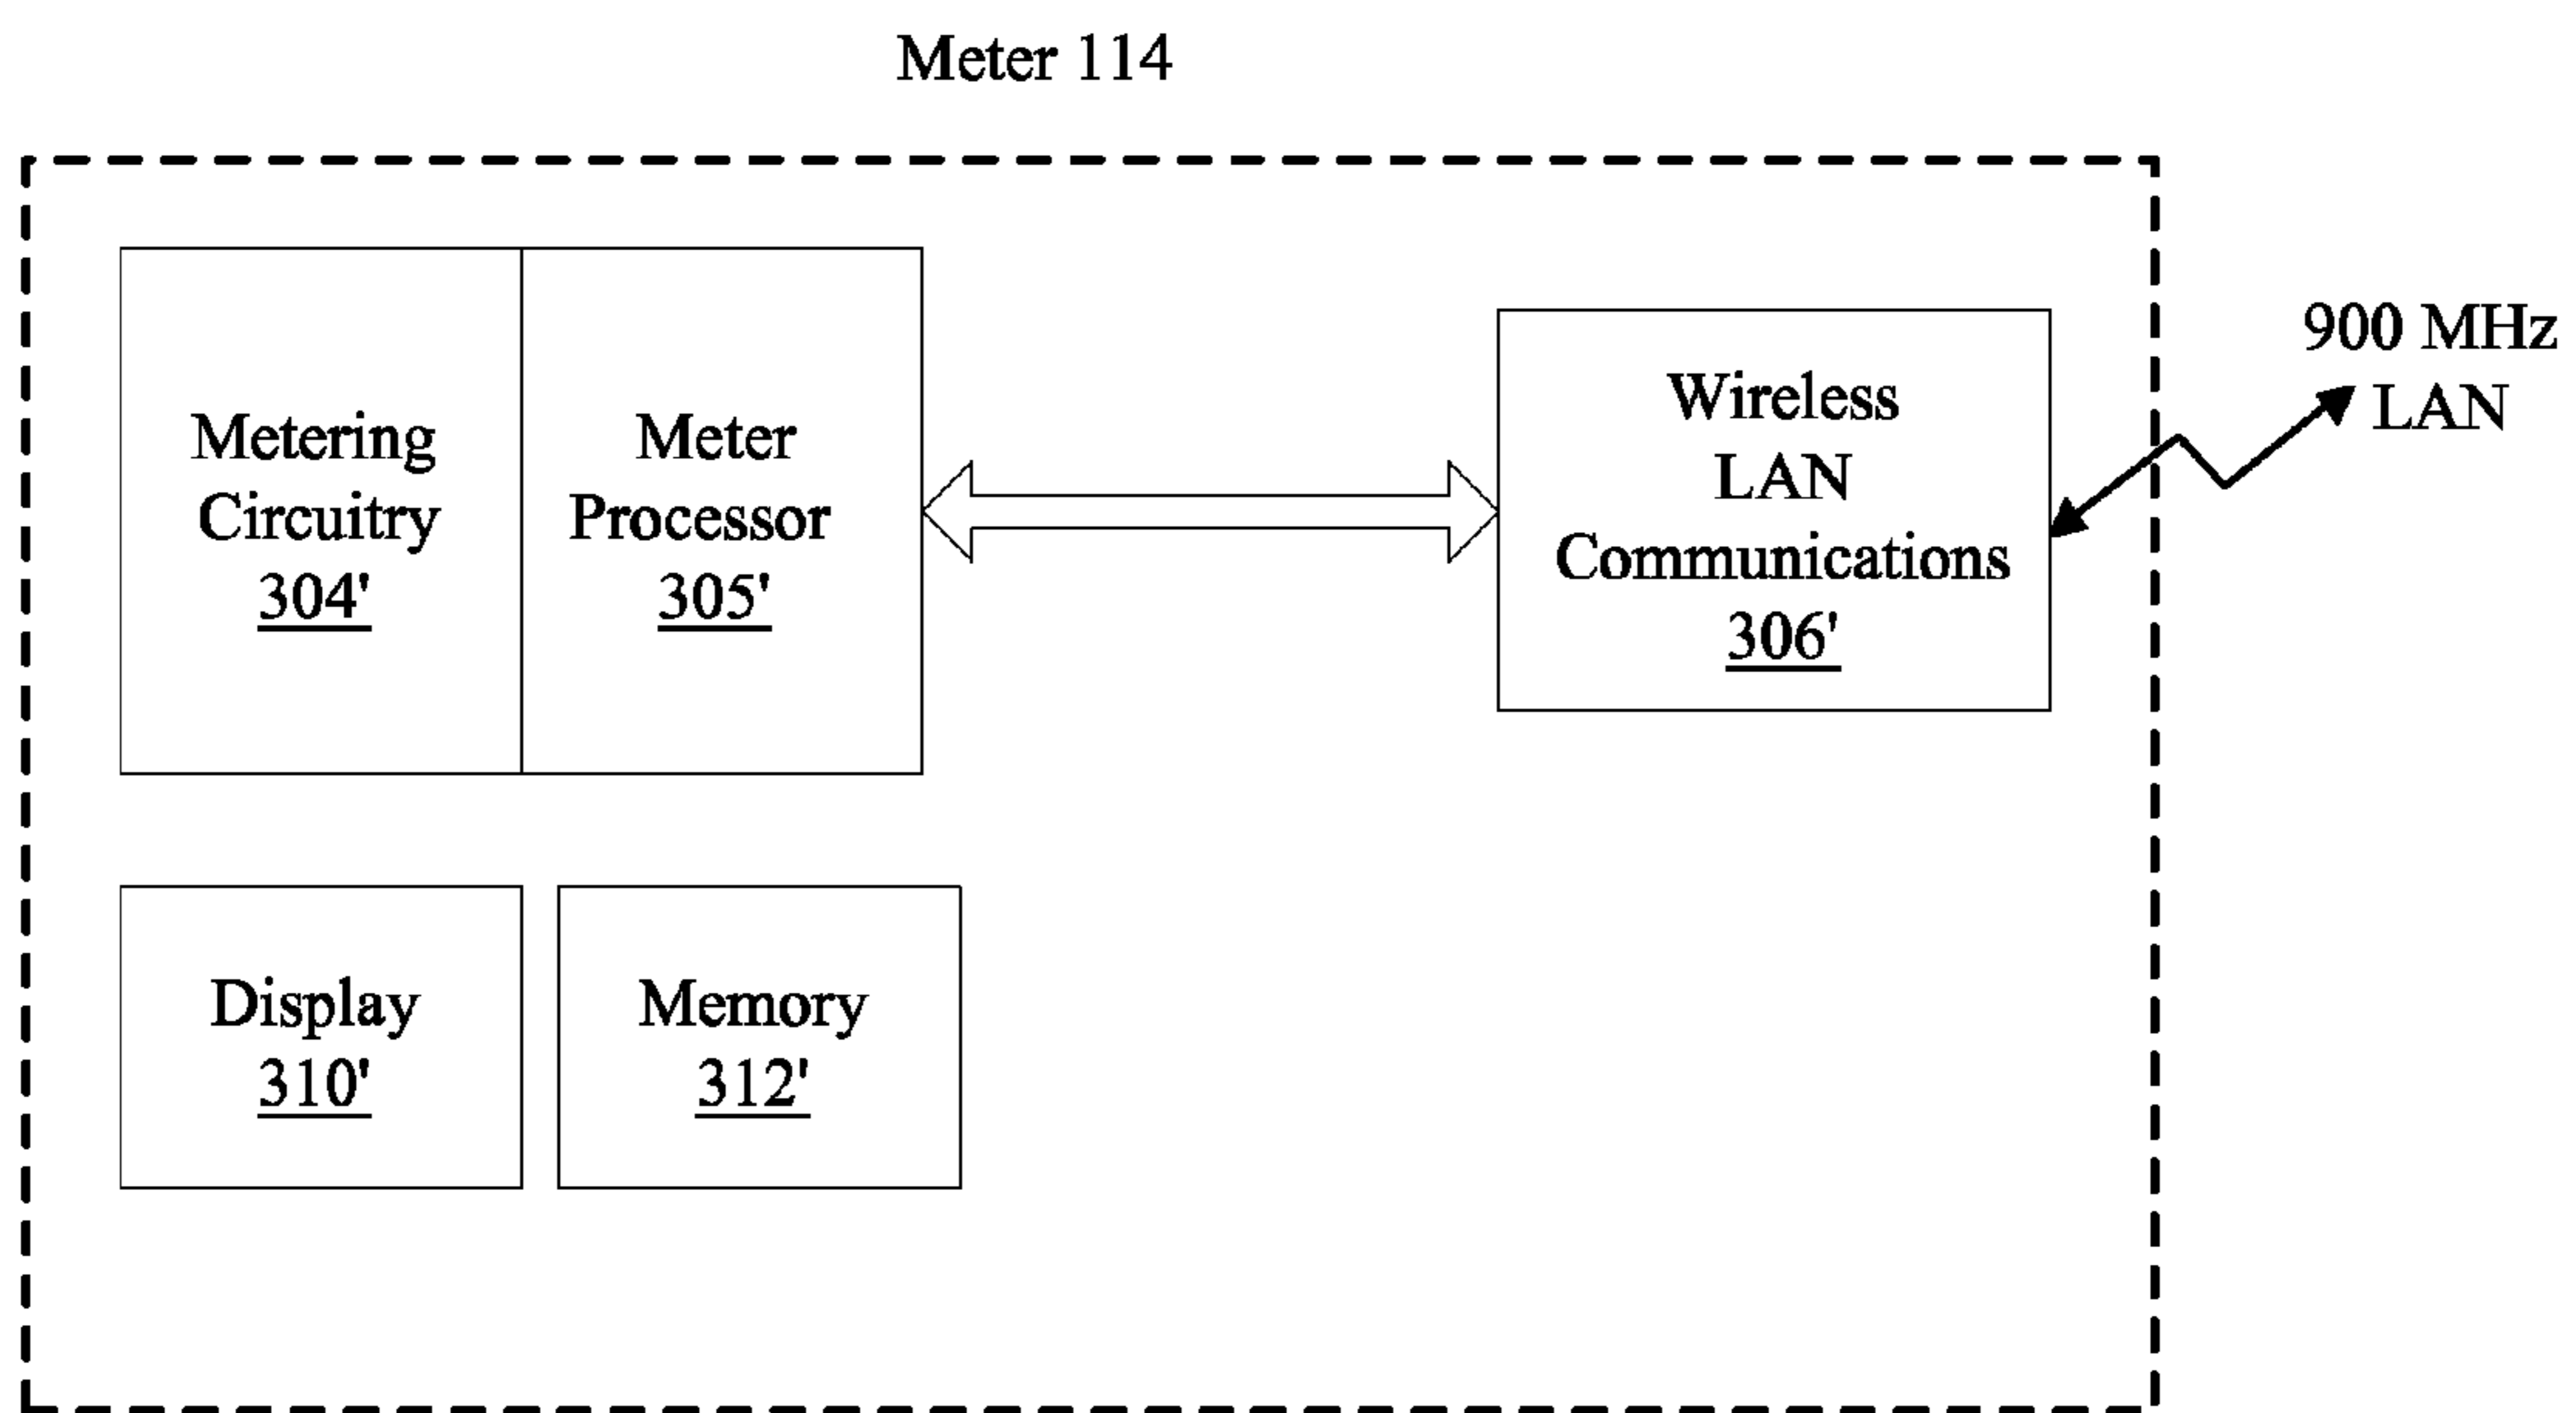 Meter 114
Metering
Circuitry
304'
Meter
Processor
305'
Wireless
LAN
Communications
306'
900 MHz
LAN
Display
310'
Memory
312'